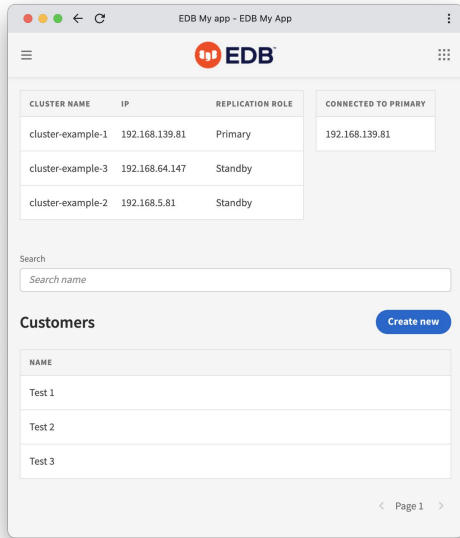 EDB My app - EDB My App
EDB
CLUSTER NAME IP REPLICATION ROLE
cluster-example-1 192.168.139.81 Primary
cluster-example-3 192.168.64.147 Standby
cluster-example-2 192.168.5.81 Standby
CONNECTED TO PRIMARY
192.168.139.81
Search
Search name
Customers
Create new
NAME
Test 1
Test 2
Test 3
Page 1